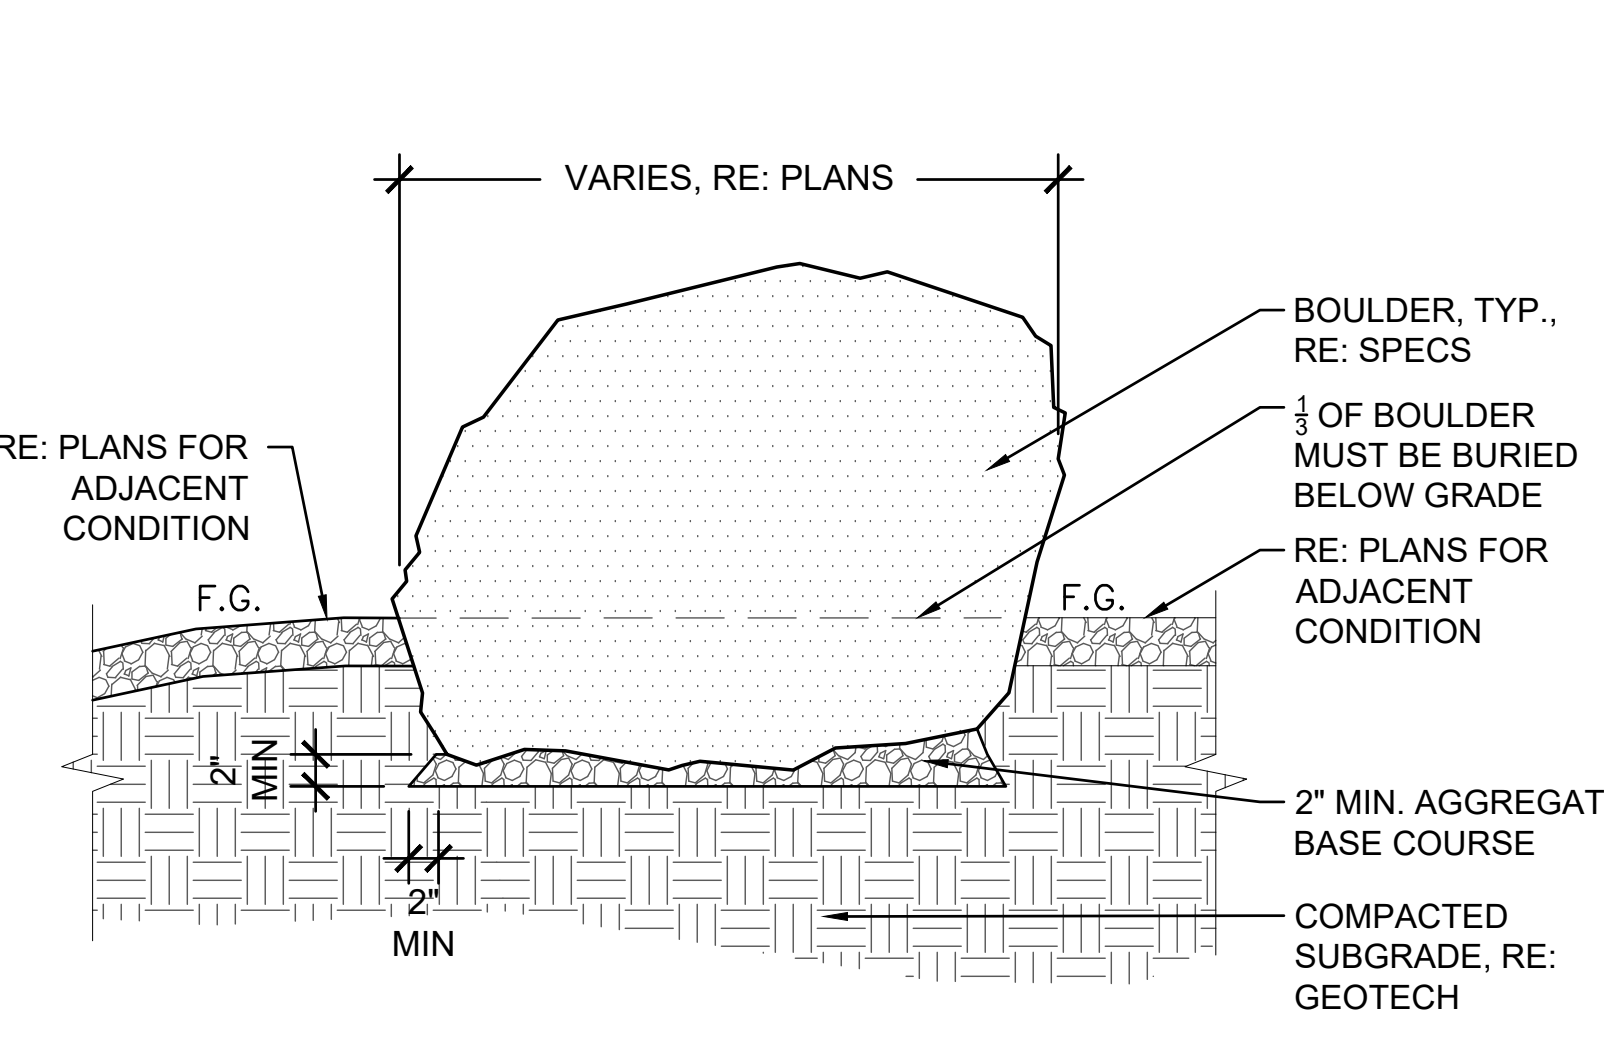 VARIES, RE: PLANS
BOULDER, TYP.,
RE: SPECS
1/3 OF BOULDER
MUST BE BURIED
BELOW GRADE
RE: PLANS FOR
ADJACENT
CONDITION
F.G.
F.G.
RE: PLANS FOR
ADJACENT
CONDITION
2"
MIN
2" MIN. AGGREGAT
BASE COURSE
2"
MIN
COMPACTED
SUBGRADE, RE:
GEOTECH